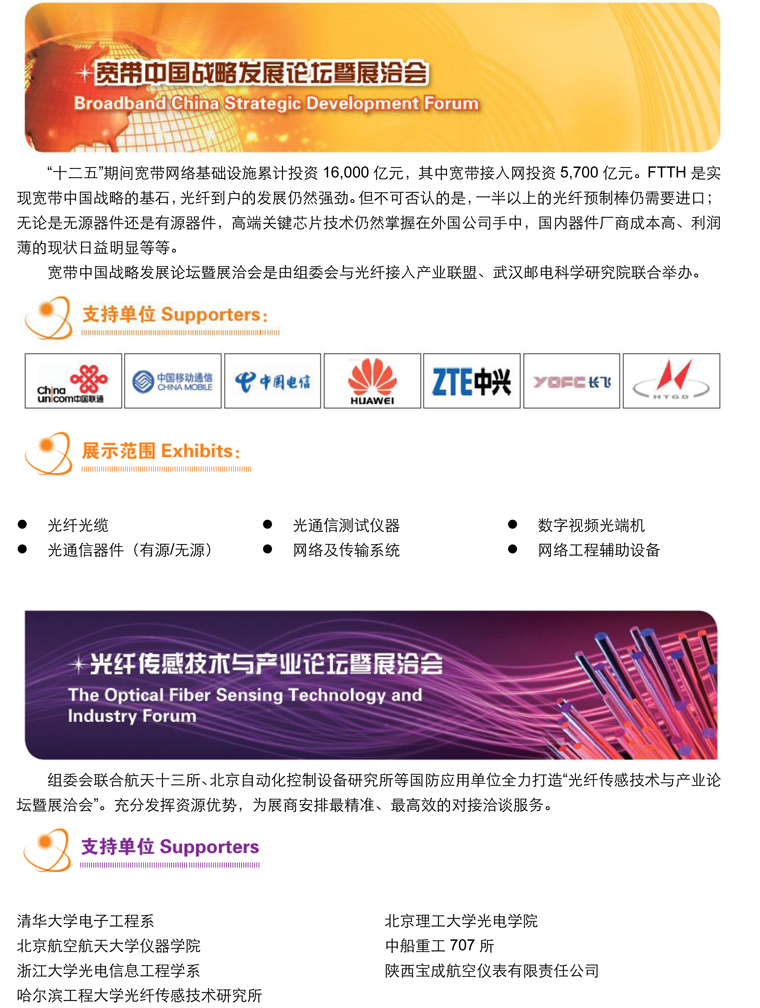 宽带中国战略发展论坛暨展洽会
Broadband China Strategic Development Forum
“十二五”期间宽带网络基础设施累计投资 16,000 亿元，其中宽带接入网投资 5,700 亿元。FTTH 是实
现宽带中国战略的基石，光纤到户的发展仍然强劲。但不可否认的是，一半以上的光纤预制棒仍需要进口；
无论是无源器件还是有源器件，高端关键芯片技术仍然掌握在外国公司手中，国内器件厂商成本高、利润
薄的现状日益明显等等。
宽带中国战略发展论坛暨展洽会是由组委会与光纤接入产业联盟、武汉邮电科学研究院联合举办。
支持单位 Supporters：
China
unicom中国联通
中国移动通信
CHINA MOBILE
中国电信
HUAWEI
ZTE中兴
YOFC 长飞
HTGD
展示范围 Exhibits：
● 光纤光缆 ● 光通信测试仪器 ● 数字视频光端机
● 光通信器件（有源/无源） ● 网络及传输系统 ● 网络工程辅助设备
光纤传感技术与产业论坛暨展洽会
The Optical Fiber Sensing Technology and
Industry Forum
组委会联合航天十三所、北京自动化控制设备研究所等国防应用单位全力打造“光纤传感技术与产业论
坛暨展洽会”。充分发挥资源优势，为展商安排最精准、最高效的对接洽谈服务。
支持单位 Supporters
清华大学电子工程系 北京理工大学光电学院
北京航空航天大学仪器学院 中船重工 707 所
浙江大学光电信息工程学系 陕西宝成航空仪表有限责任公司
哈尔滨工程大学光纤传感技术研究所